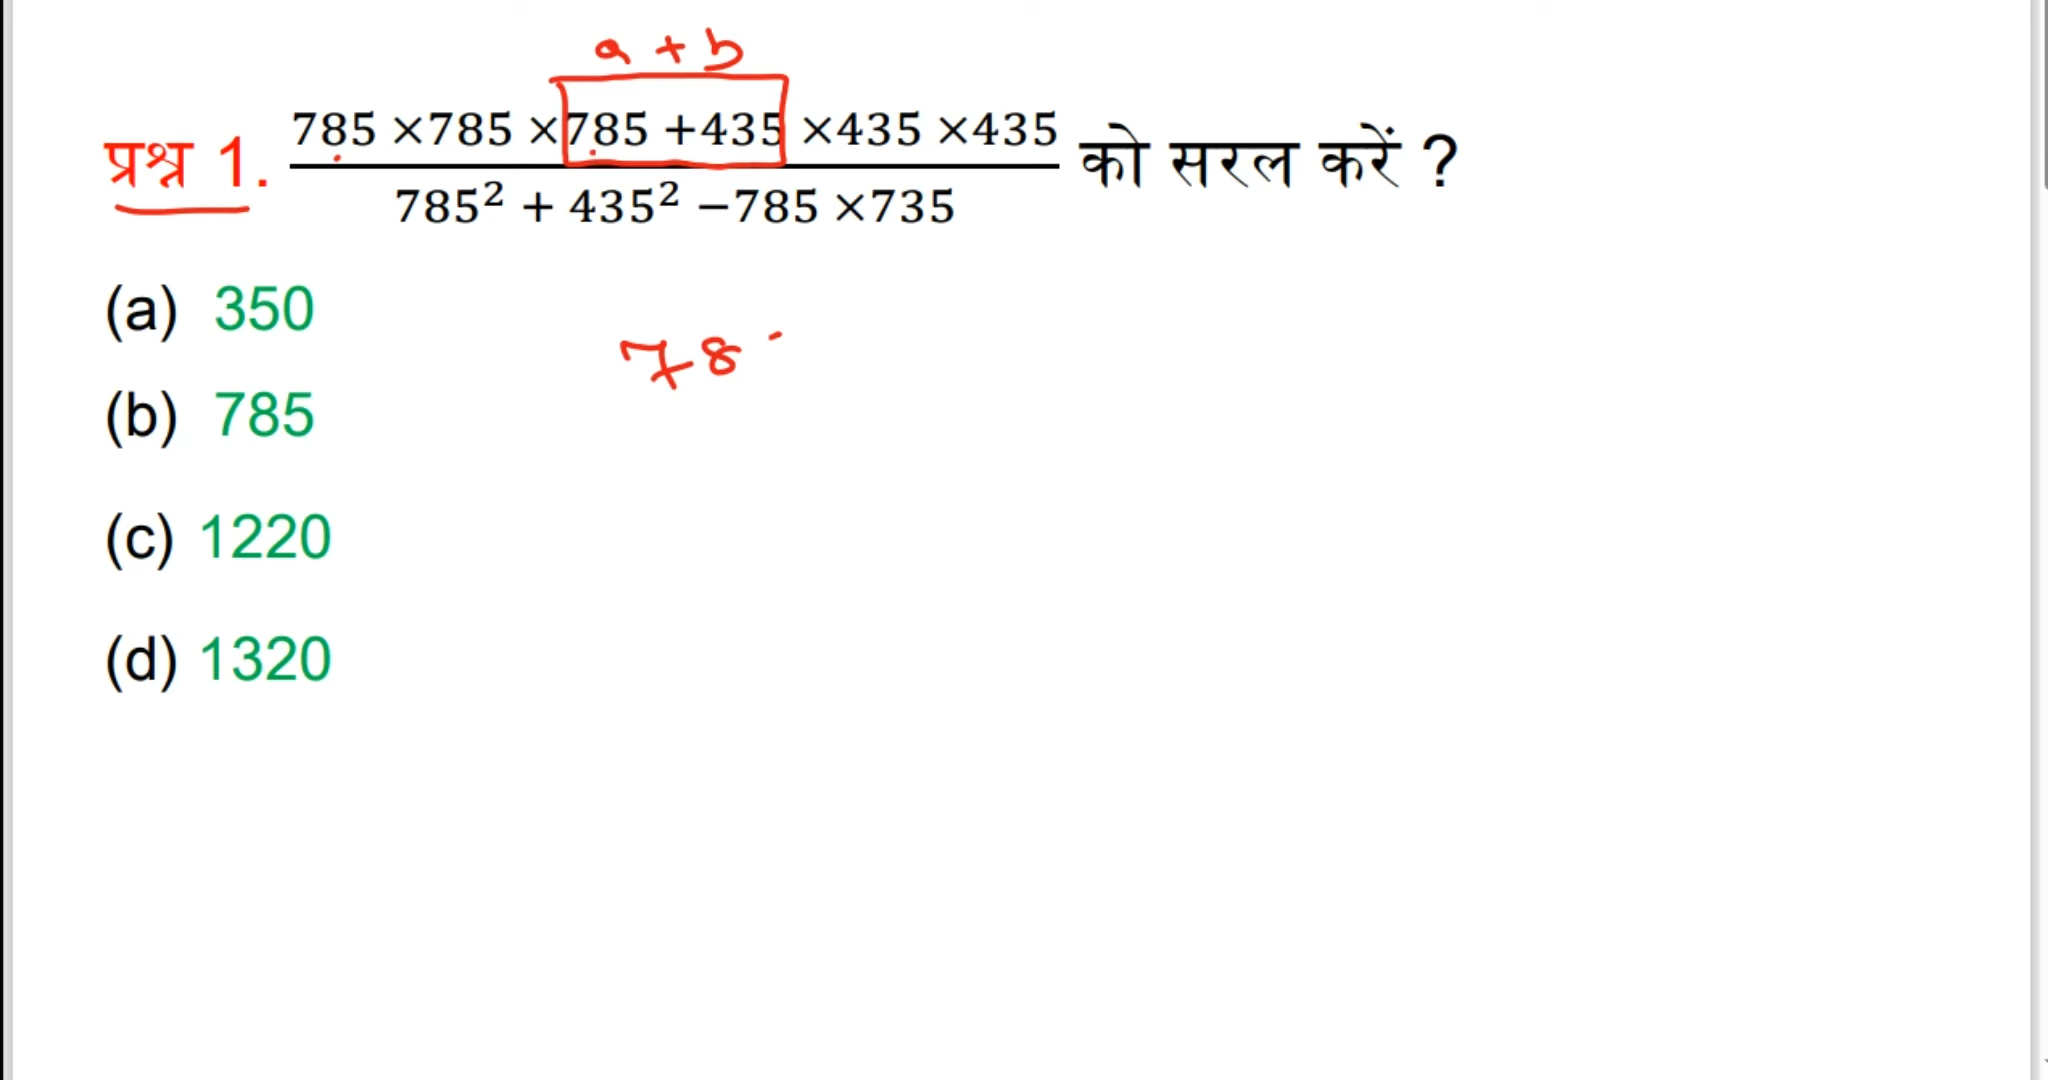 a + b
प्रश्न 1. 785 ×785 ×785 +435 ×435 ×435 को सरल करें ?
785² + 435² −785 ×735
(a) 350
78
(b) 785
(c) 1220
(d) 1320